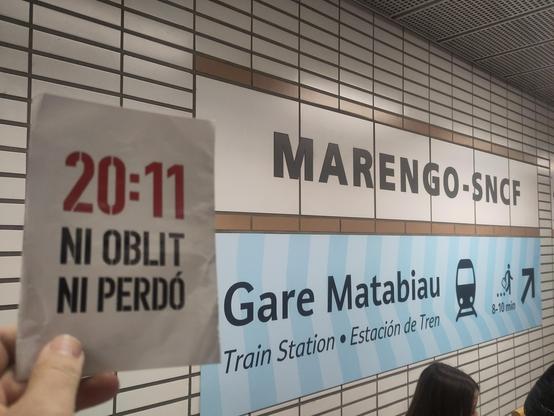 20:11
NI OBLIT
NI PERDÓ
MARENGO-SNCF
Gare Matabiau
Train Station • Estación de Tren
8-10 min